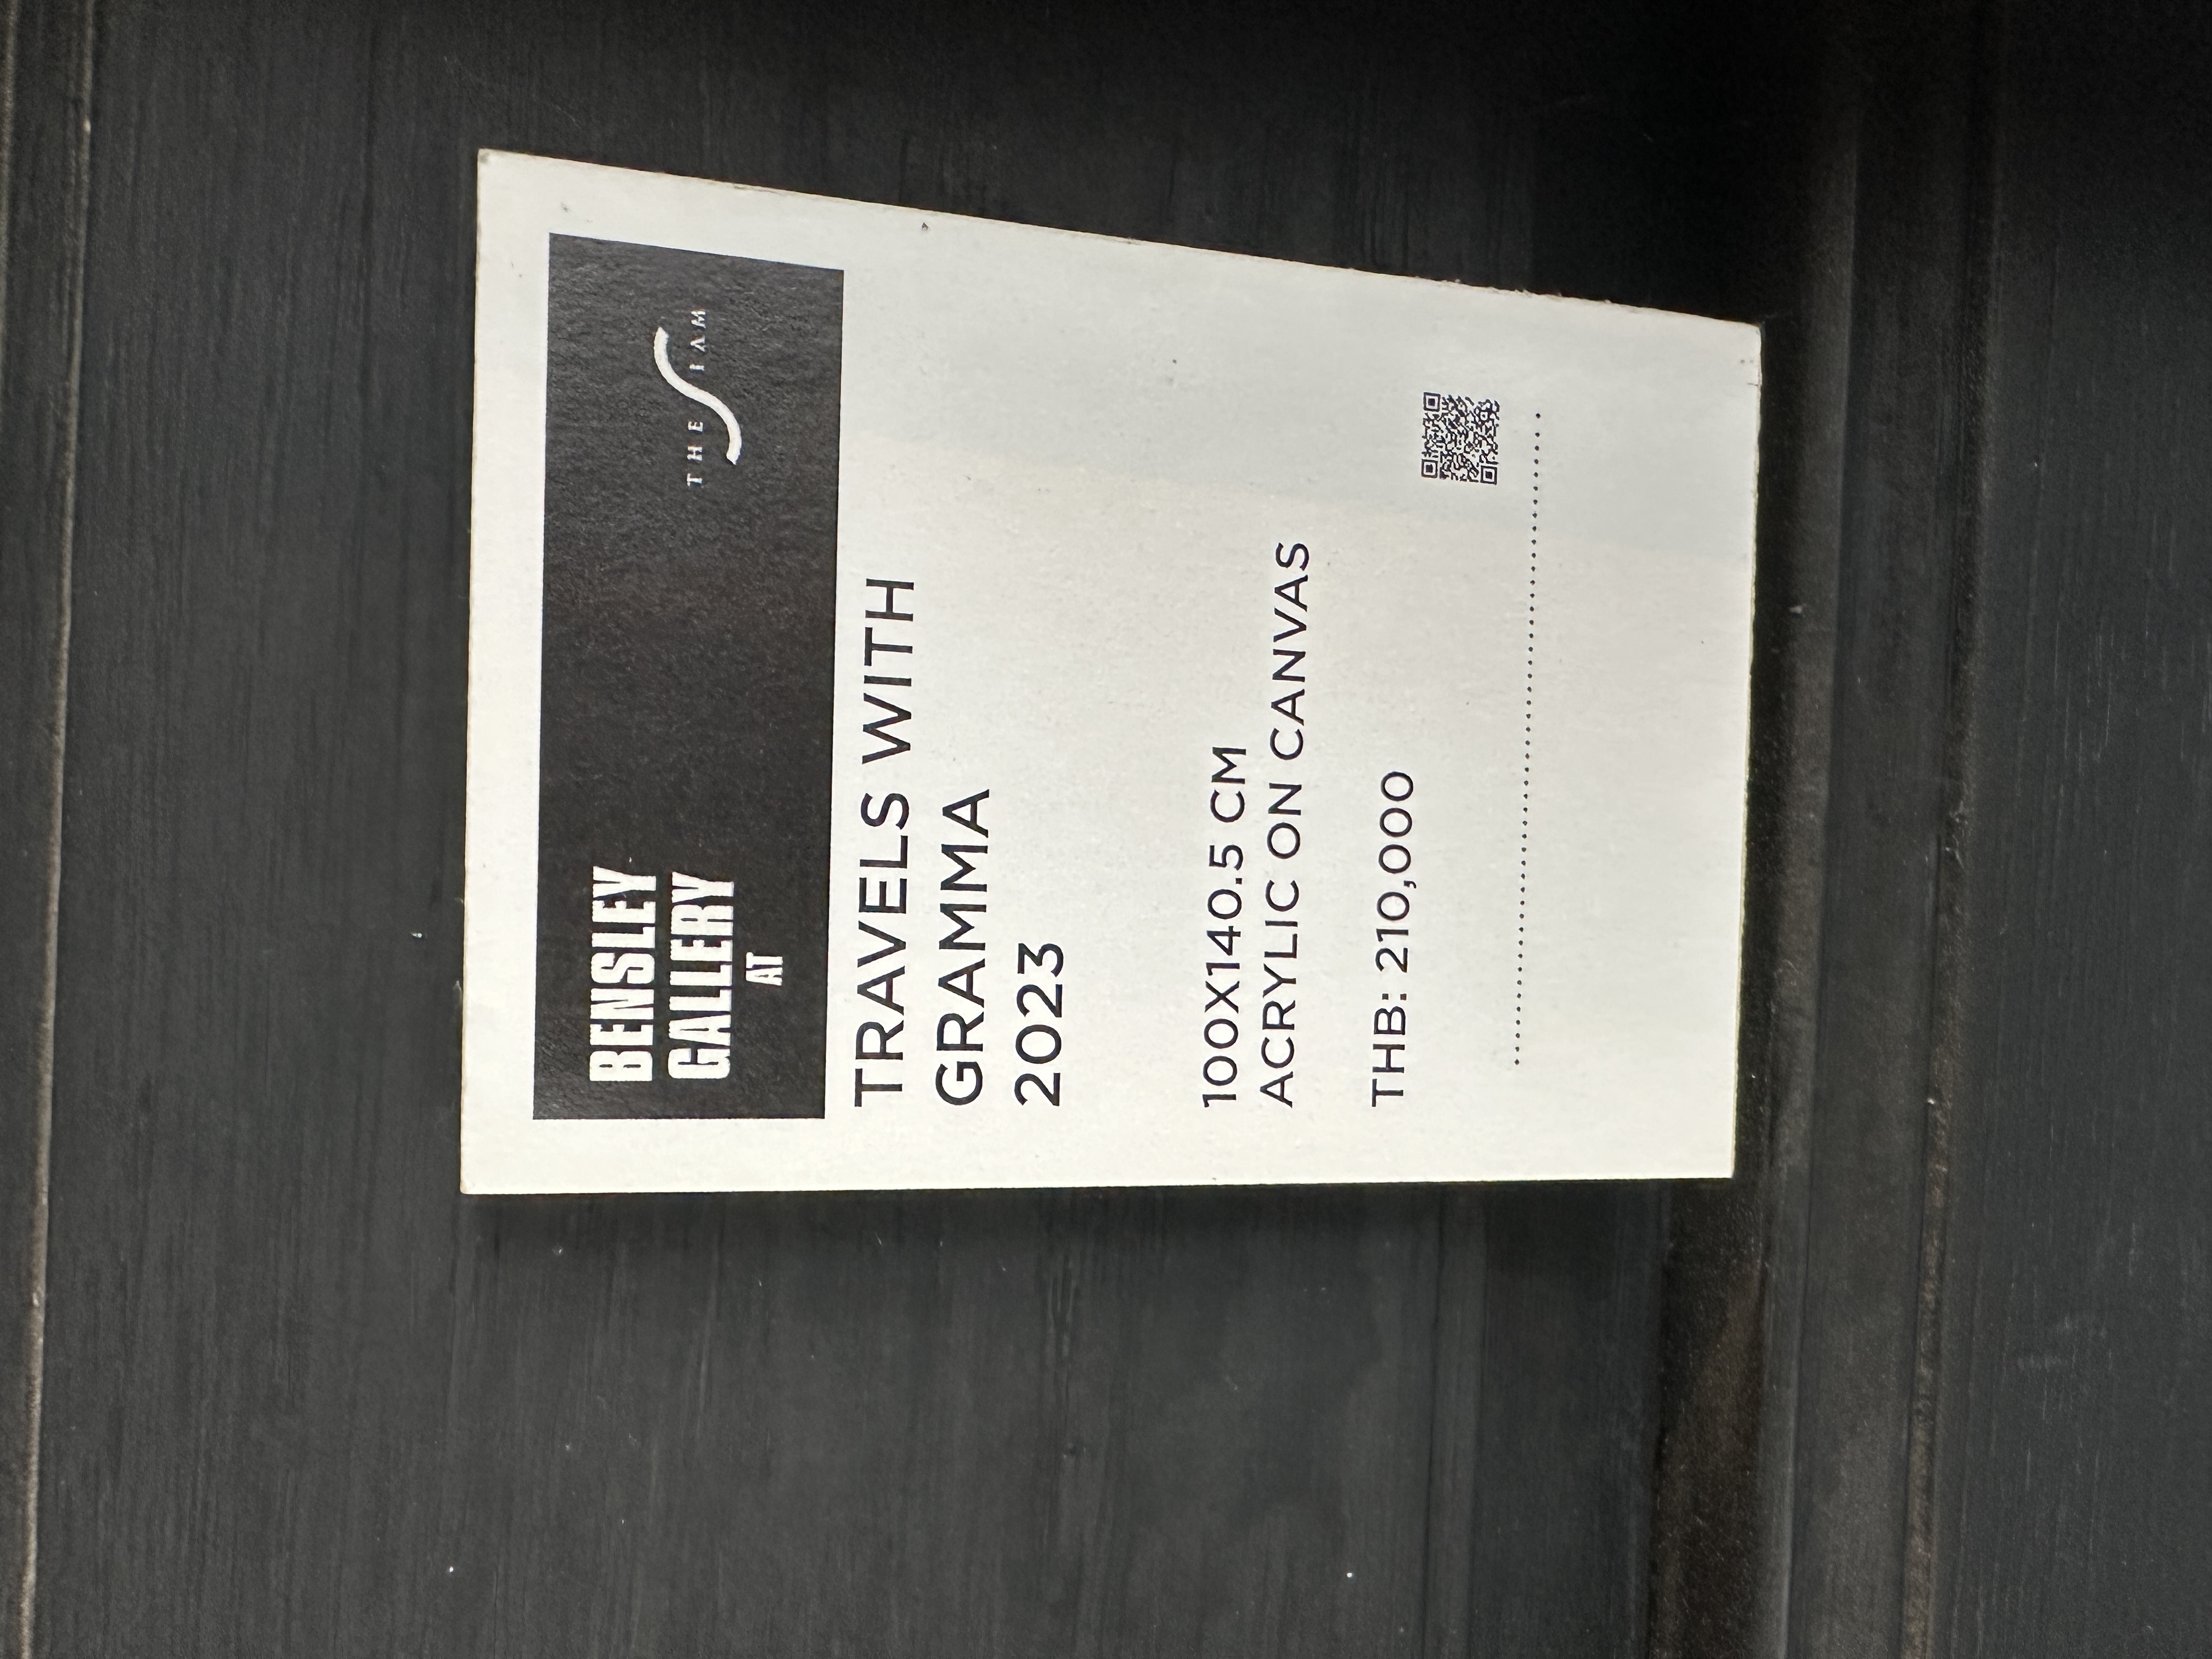 BENSLEY
GALLERY
AT
THE SIAM
TRAVELS WITH
GRAMMA
2023
100X140.5 CM
ACRYLIC ON CANVAS
THB: 210,000